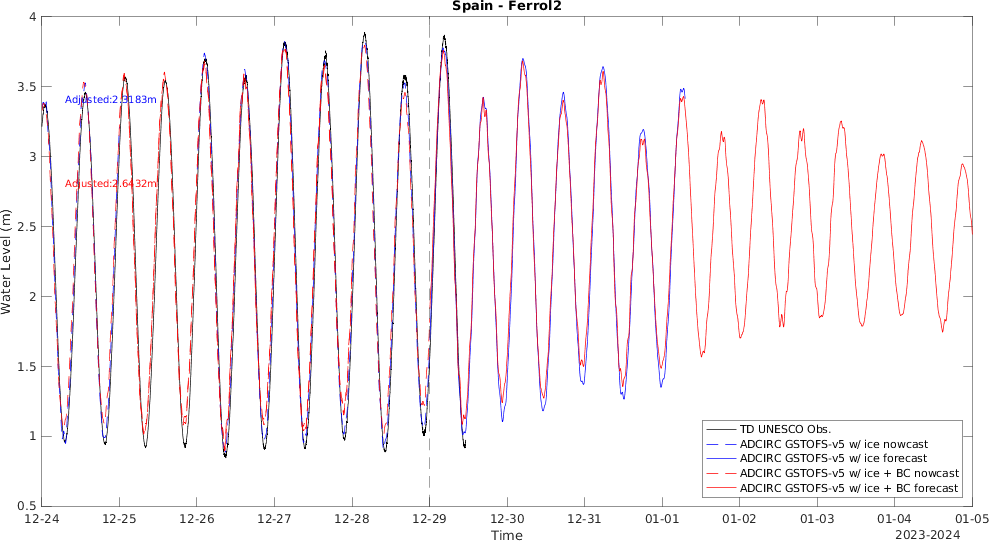 Spain - Ferrol2
Water Level (m)
4
3.5
3
2.5
2
1.5
1
0.5
Adjusted:2.3183m
Adjusted:2.6432m
TD UNESCO Obs.
ADCIRC GSTOFS-v5 w/ ice nowcast
ADCIRC GSTOFS-v5 w/ ice forecast
ADCIRC GSTOFS-v5 w/ ice + BC nowcast
ADCIRC GSTOFS-v5 w/ ice + BC forecast
12-24 12-25 12-26 12-27 12-28 12-29 12-30 12-31 01-01 01-02 01-03 01-04 01-05
Time
2023-2024